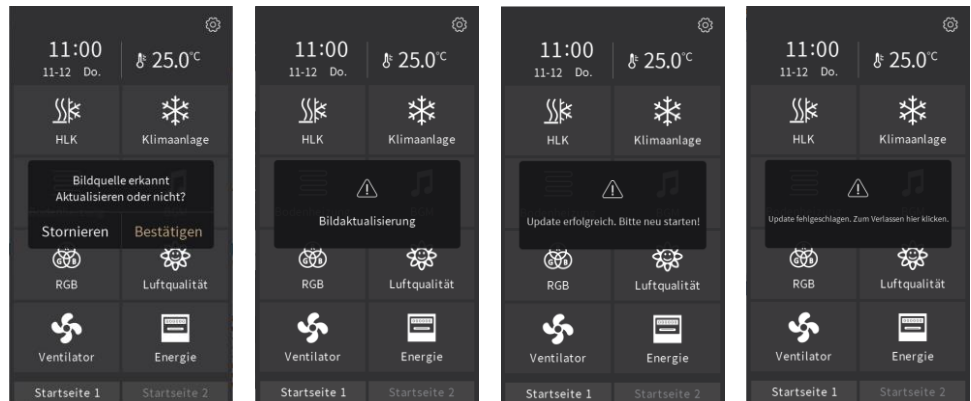 11:00
11-12 Do.
25.0°C
HLK
Klimaanlage
Bildquelle erkannt
Aktualisieren oder nicht?
Stornieren
Bestätigen
RGB
Luftqualität
Ventilator
Energie
Startseite 1
Startseite 2
11:00
11-12 Do.
25.0°C
HLK
Klimaanlage
Bildaktualisierung
RGB
Luftqualität
Ventilator
Energie
Startseite 1
Startseite 2
11:00
11-12 Do.
25.0°C
HLK
Klimaanlage
Update erfolgreich. Bitte neu starten!
RGB
Luftqualität
Ventilator
Energie
Startseite 1
Startseite 2
11:00
11-12 Do.
25.0°C
HLK
Klimaanlage
Update fehlgeschlagen. Zum Verlassen hier klicken.
RGB
Luftqualität
Ventilator
Energie
Startseite 1
Startseite 2